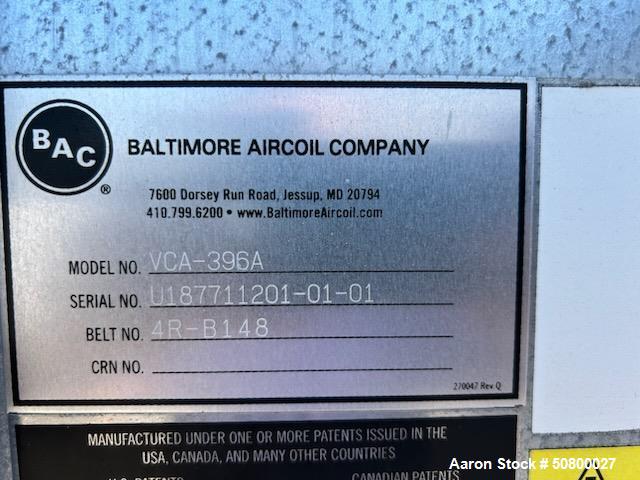 BAC ®
BALTIMORE AIRCOIL COMPANY
7600 Dorsey Run Road, Jessup, MD 20794
410.799.6200 • www.BaltimoreAircoil.com
MODEL NO. VCA-396A
SERIAL NO. U187711201-01-01
BELT NO. 4R-B148
CRN NO.
270047 Rev. Q
MANUFACTURED UNDER ONE OR MORE PATENTS ISSUED IN THE
USA, CANADA, AND MANY OTHER COUNTRIES
U.S. PATENTS CANADIAN PATENTS
Aaron Stock # 50800027